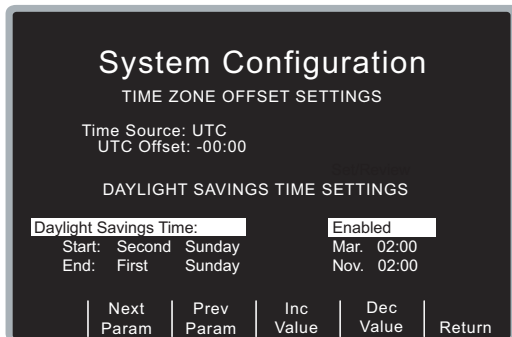 System Configuration
TIME ZONE OFFSET SETTINGS
Time Source: UTC
UTC Offset: -00:00
DAYLIGHT SAVINGS TIME SETTINGS
Daylight Savings Time: Enabled
Start: Second Sunday Mar. 02:00
End: First Sunday Nov. 02:00
Next Param Prev Param Inc Value Dec Value Return